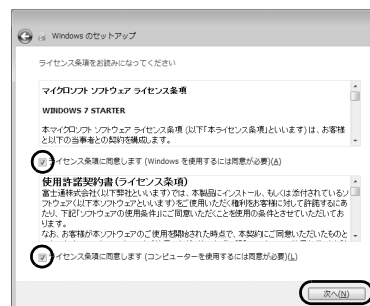 Windows のセットアップ
ライセンス条項をお読みになってください
マイクロソフト ソフトウェア ライセンス条項
WINDOWS 7 STARTER
本マイクロソフト ソフトウェア ライセンス条項 (以下「本ライセンス条項」といいます) は、お客様
と以下の当事者との契約を構成します。
ライセンス条項に同意します (Windows を使用するには同意が必要)(A)
使用許諾契約書(ライセンス条項)
富士通株式会社(以下弊社といいます)では、本製品にインストール、もしくは添付されているソ
フトウェア(以下本ソフトウェアといいます)をご使用いただく権利をお客様に対して許諾するにあ
たり、下記「ソフトウェアの使用条件」にご同意いただくことを使用の条件とさせていただいてお
ります。
なお、お客様が本ソフトウェアのご使用を開始された時点で、本契約にご同意いただいたものと
ライセンス条項に同意します (コンピューターを使用するには同意が必要)(L)
次へ(N)